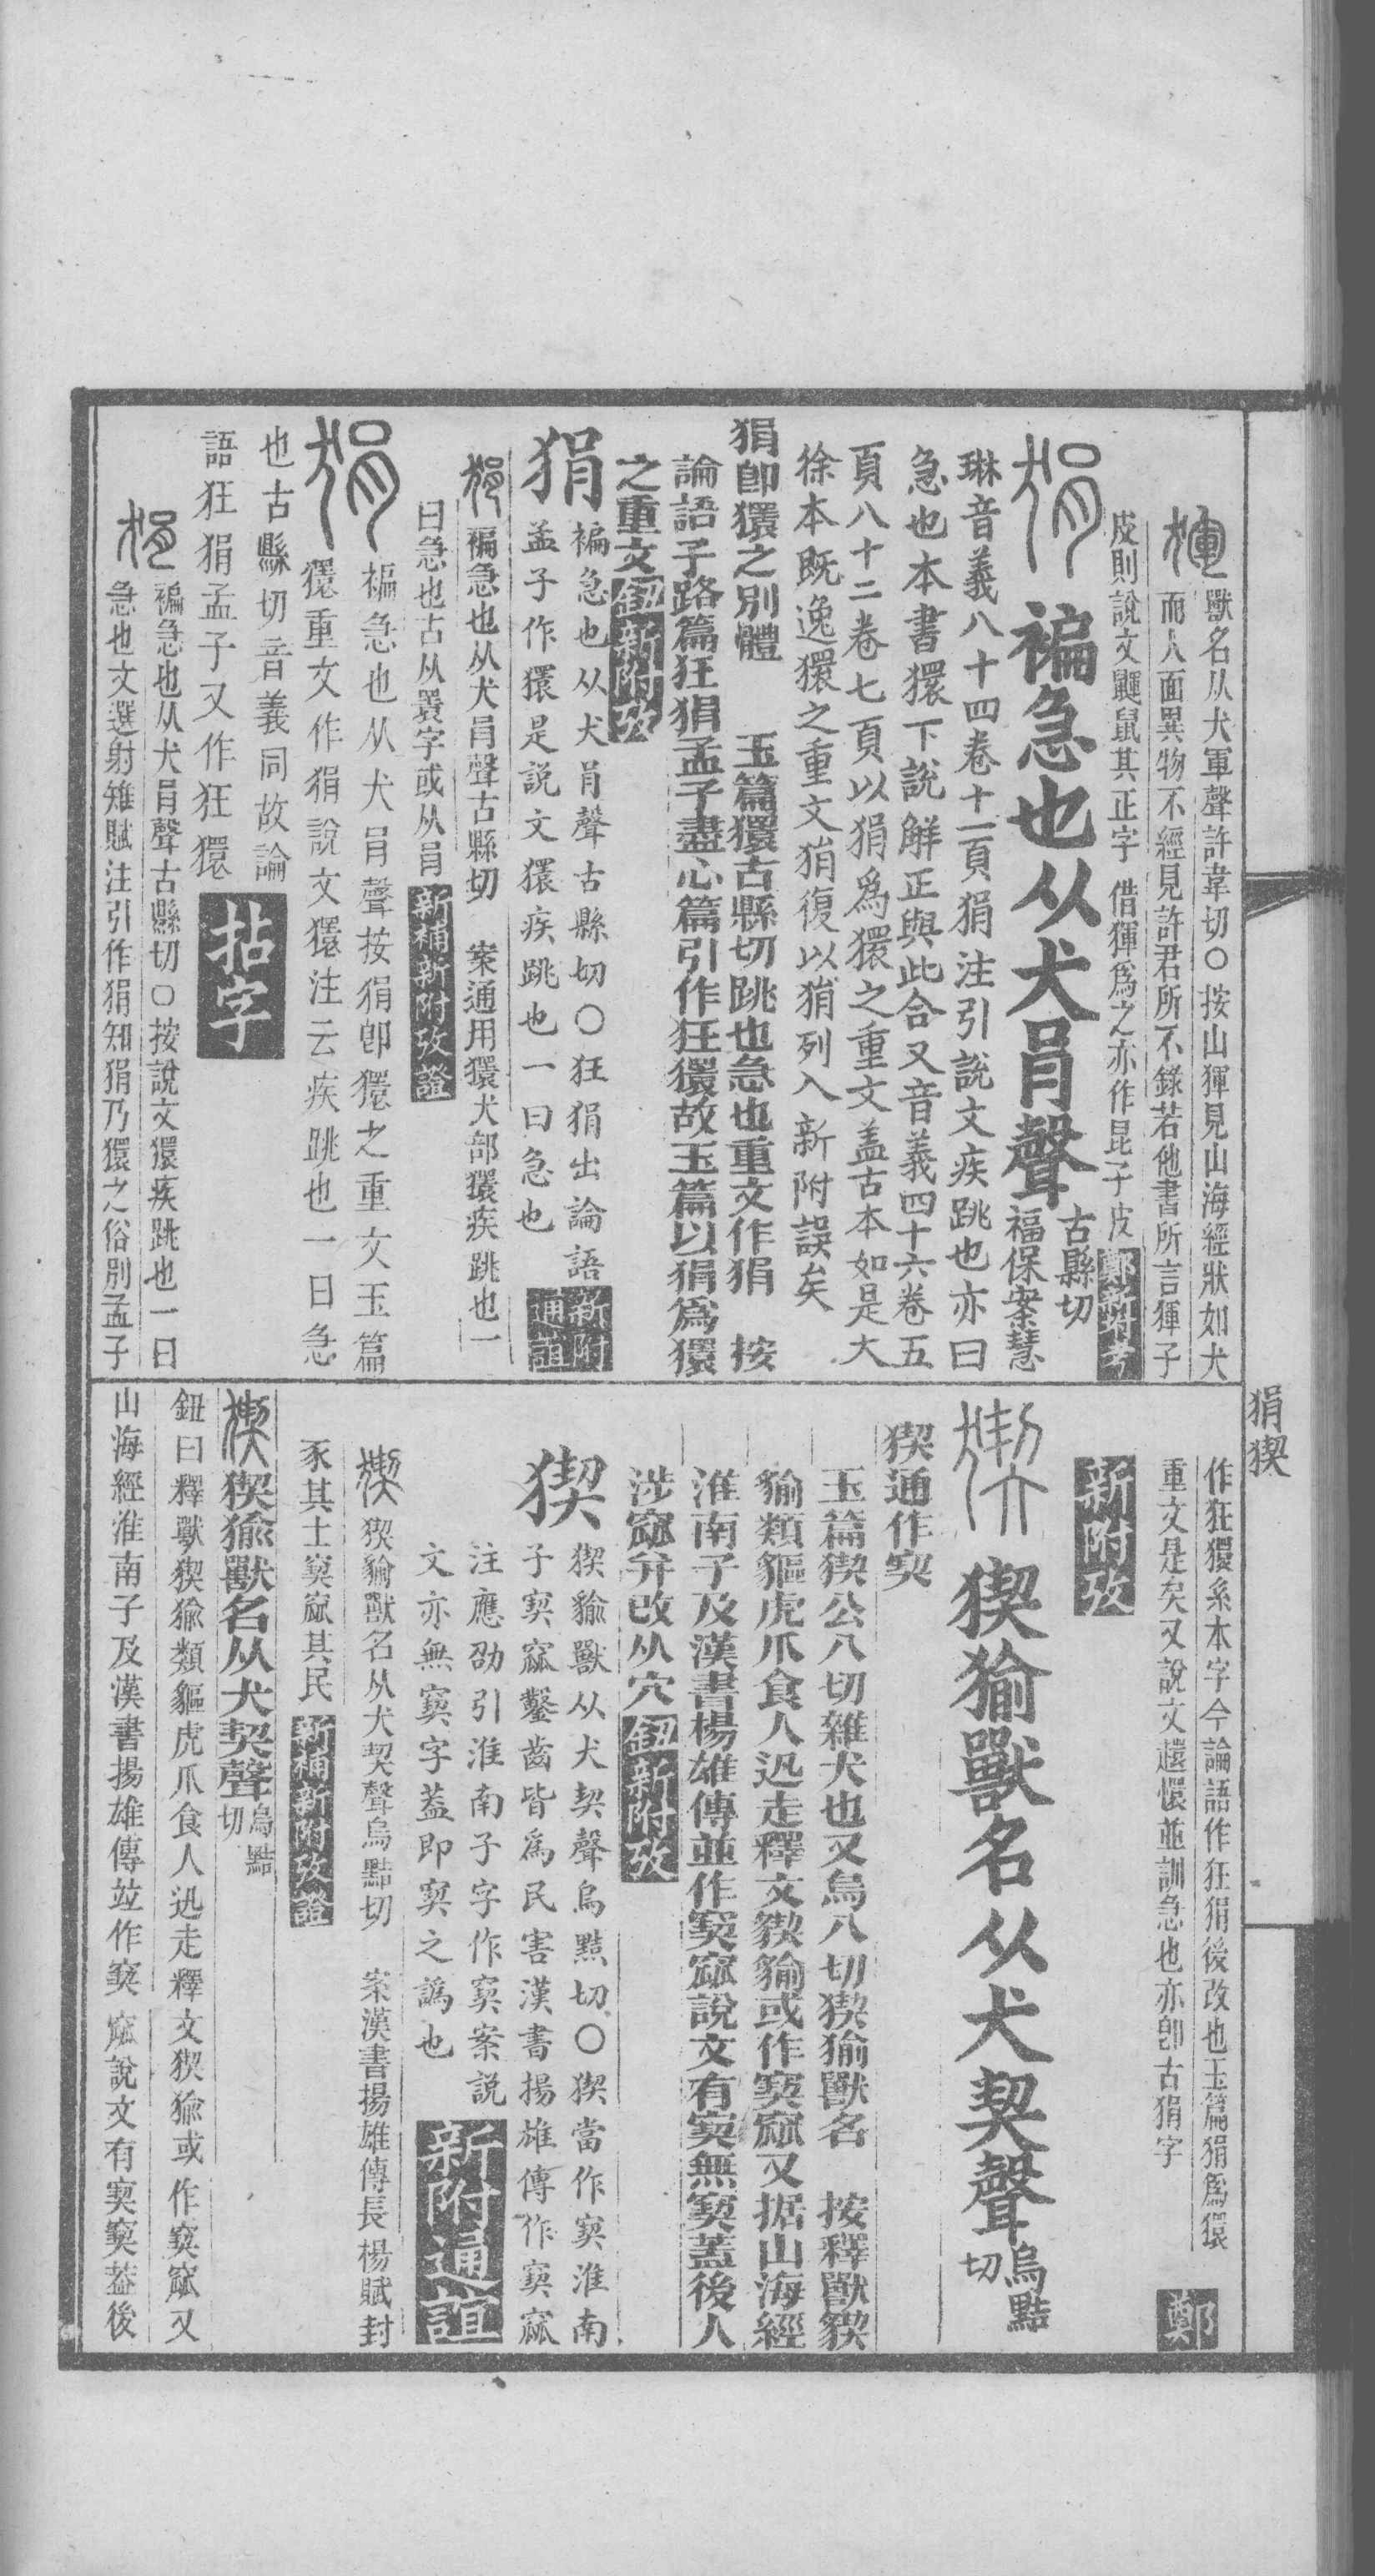 獋獸名从犬軍聲許韋切○按山獋見山海經狀如犬
而人面異物不經見許君所不錄若他書所言獋子
皮則說文鼲鼠其正字借獋爲之亦作昆子皮 鄭新附考
狷 褊急也从犬肙聲 古縣切
福保案慧
琳音義八十四卷十一頁狷注引說文疾跳也亦曰
急也本書獧下說解正與此合又音義四十六卷五
頁八十二卷七頁以狷爲獧之重文盖古本如是大
徐本既逸獧之重文狷復以狷列入新附誤矣
狷卽獧之別體 玉篇獧古縣切跳也急也重文作狷 按
論語子路篇狂狷孟子盡心篇引作狂獧故玉篇以狷爲獧
之重文 鈕新附攷
狷 褊急也从犬肙聲古縣切○狂狷出論語
孟子作獧是說文獧疾跳也一曰急也 新附通誼
狷 褊急也从犬肙聲古縣切 案通用獧犬部獧疾跳也一
曰急也古从瞏字或从肙 新補新附攷證
狷 褊急也从犬肙聲按狷卽獧之重文玉篇
獧重文作狷說文獧注云疾跳也一曰急
也古縣切音義同故論
語狂狷孟子又作狂獧 拈字
狷 褊急也从犬肙聲古縣切○按說文獧疾跳也一曰
急也文選射雉賦注引作狷知狷乃獧之俗別孟子
狷猰
作狂獧系本字今論語作狂狷後改也玉篇狷爲獧
重文是矣又說文趯懁並訓急也亦卽古狷字 鄭
新附攷
猰 猰㺄獸名从犬契聲 烏黠切
猰通作窫
玉篇猰公八切雜犬也又烏八切猰㺄獸名 按釋獸猰
㺄類貙虎爪食人迅走釋文猰㺄或作窫窳又据山海經
淮南子及漢書楊雄傳並作窫窳說文有窫無窫蓋後人
涉窳弁改从穴 鈕新附攷
猰 猰㺄獸从犬契聲烏黠切○猰當作窫淮南
子窫窳鑿齒皆爲民害漢書揚雄傳作窫窳
注應劭引淮南子字作窫案說
文亦無窫字葢即窫之譌也 新附通誼
猰 猰㺄獸名从犬契聲烏黠切 案漢書揚雄傳長楊賦封
豕其土窫窳其民 新補新附攷證
猰 猰㺄獸名从犬契聲 烏黠切
鈕曰釋獸猰㺄類貙虎爪食人迅走釋文猰㺄或作窫窳又
山海經淮南子及漢書揚雄傳竝作窫窳說文有窫窫葢後